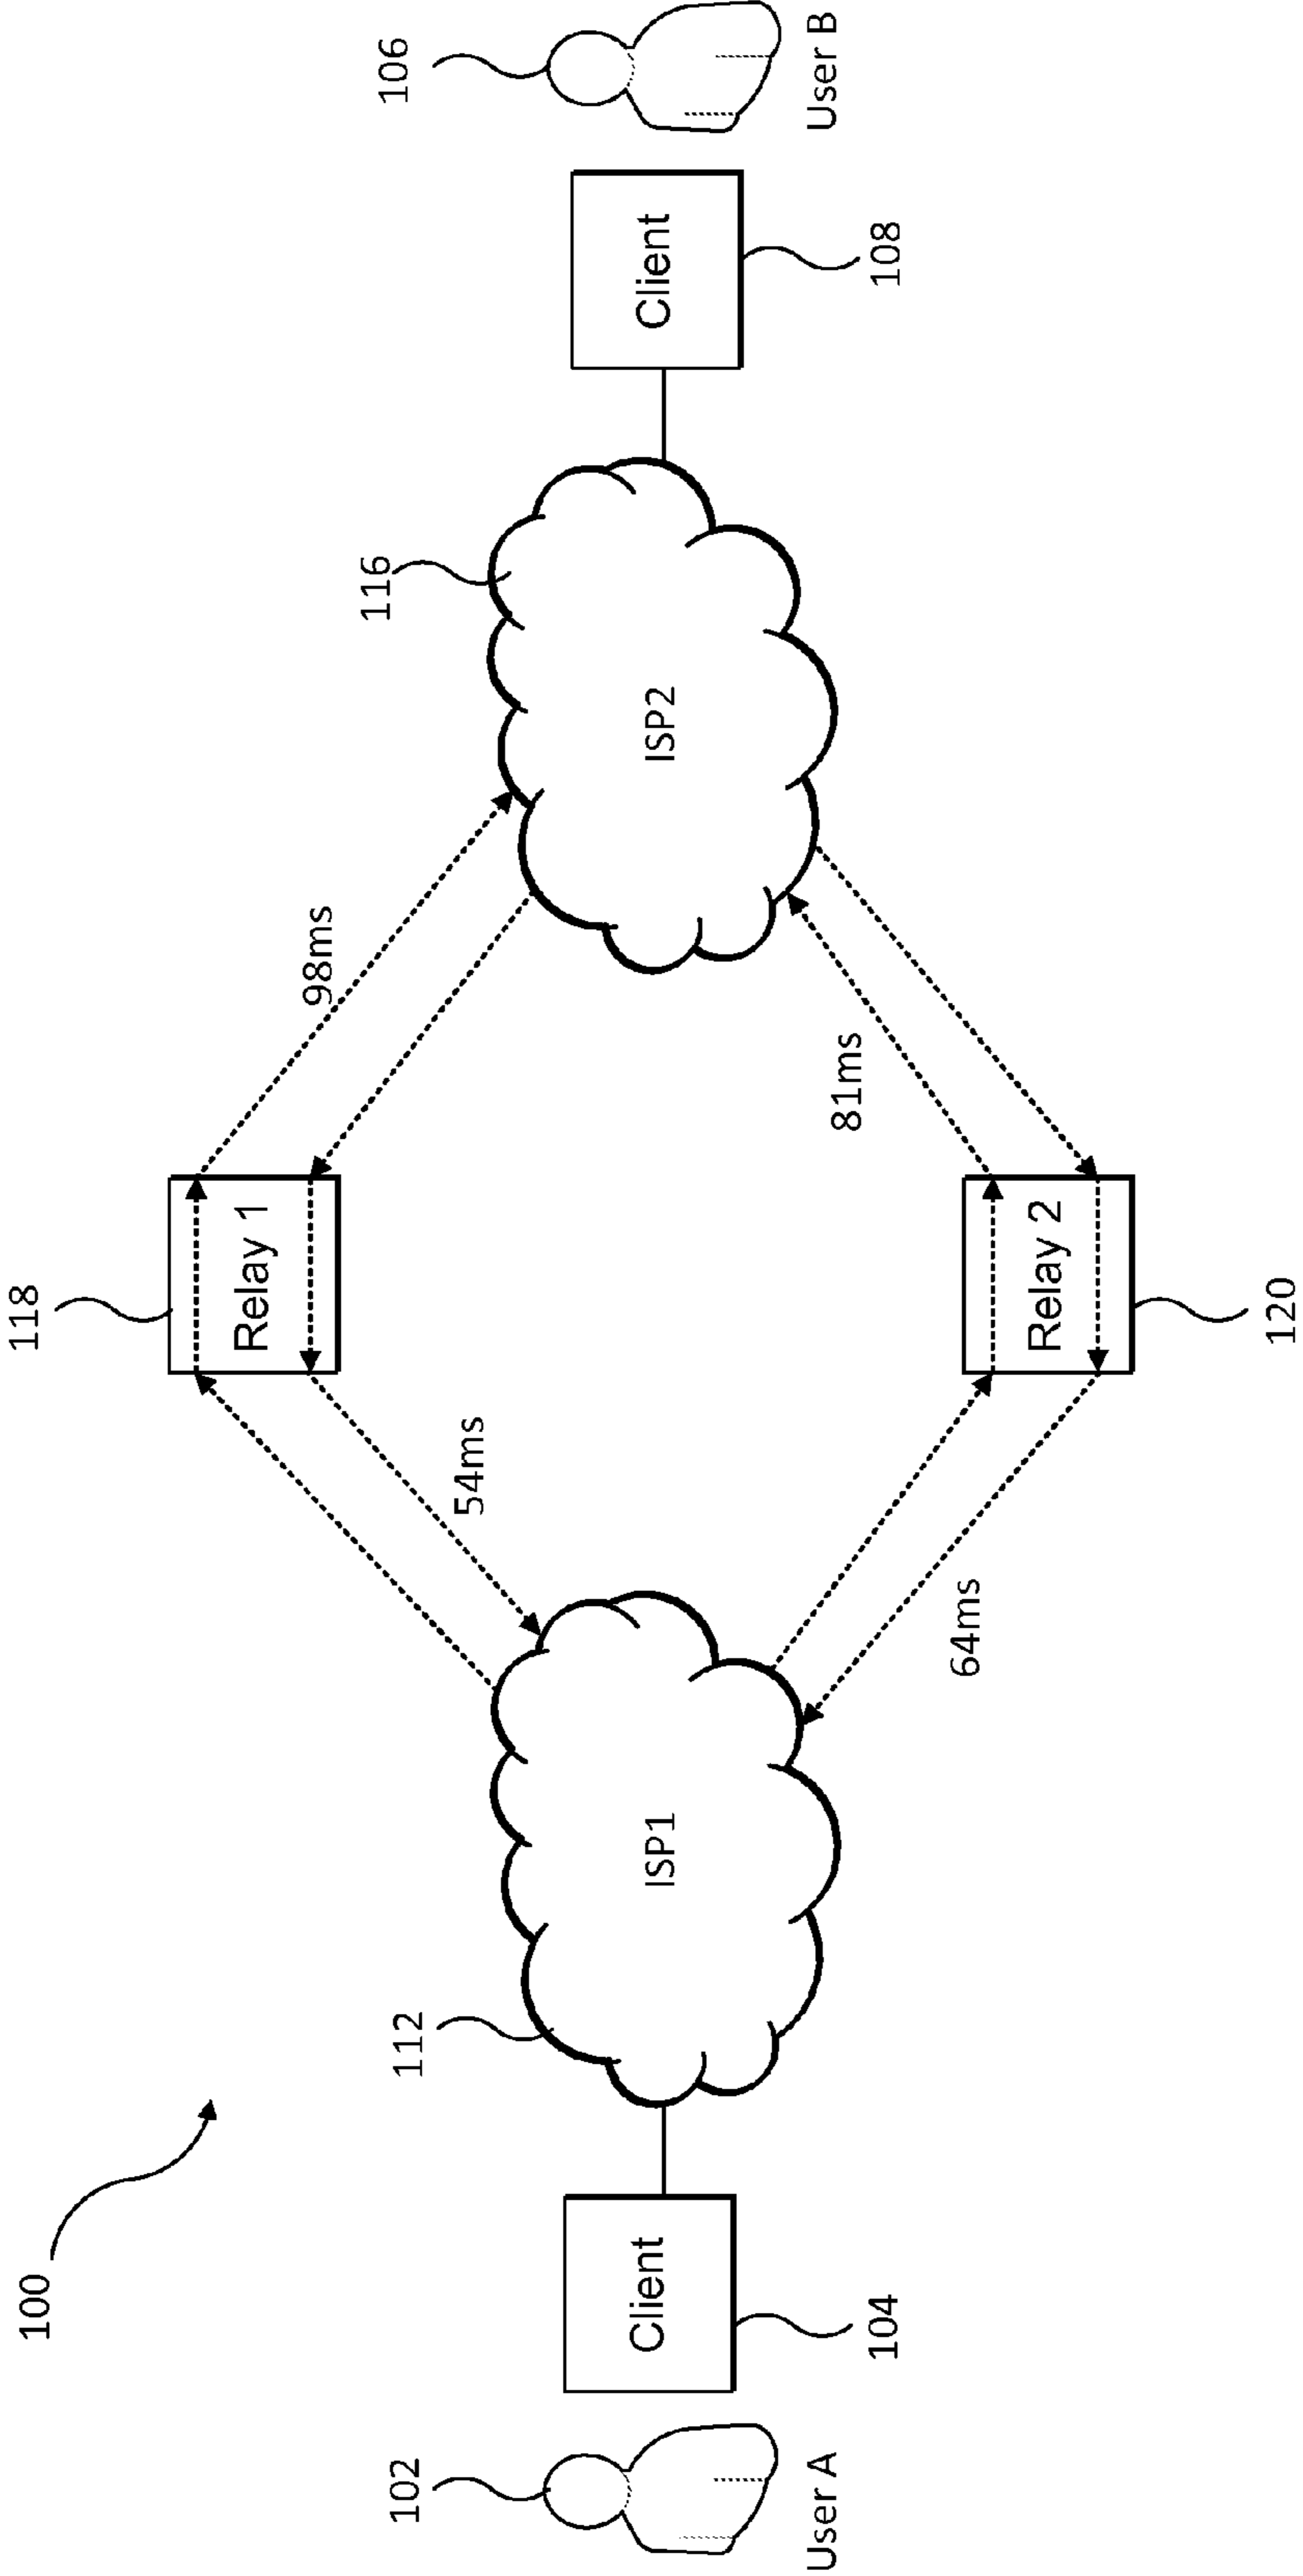 100
118
Relay 1
98ms
54ms
102
User A
Client
104
112
ISP1
116
ISP2
Client
108
106
User B
64ms
81ms
Relay 2
120